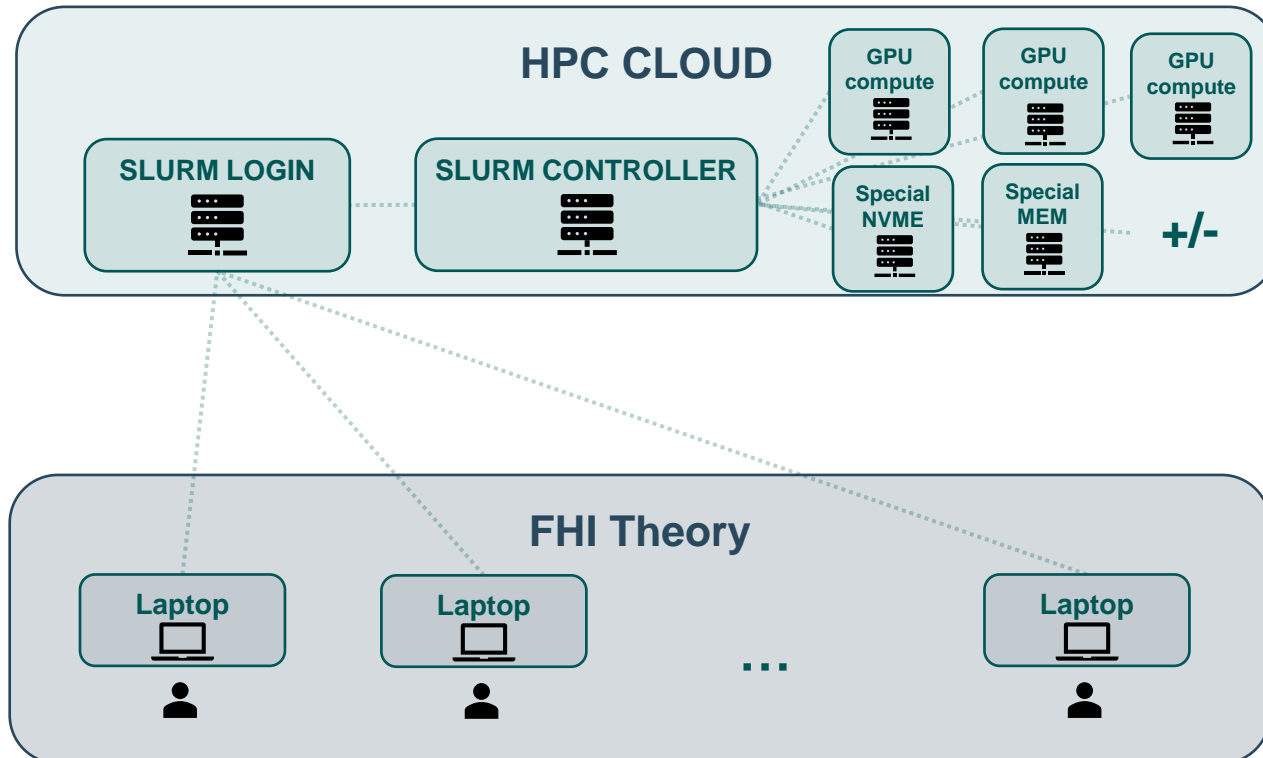 HPC CLOUD
GPU
compute
GPU
compute
GPU
compute
SLURM LOGIN
SLURM CONTROLLER
Special
NVME
Special
MEM
+/-
FHI Theory
Laptop
Laptop
...
Laptop